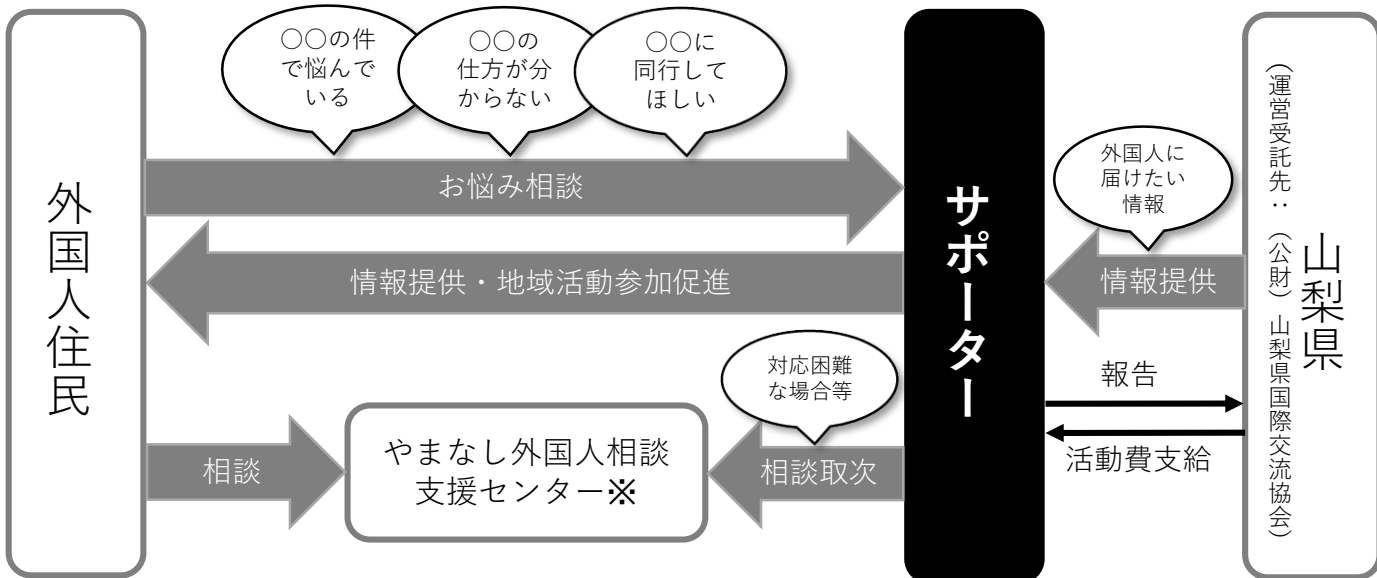 外国人住民
〇〇の件
で悩んで
いる
〇〇の
仕方が分
からない
〇〇に
同行して
ほしい
お悩み相談
情報提供・地域活動参加促進
相談
やまなし外国人相談
支援センター※
対応困難
な場合等
相談取次
サポーター
外国人に
届けたい
情報
情報提供
報告
活動費支給
山梨県
（運営受託先：（公財）山梨県国際交流協会）